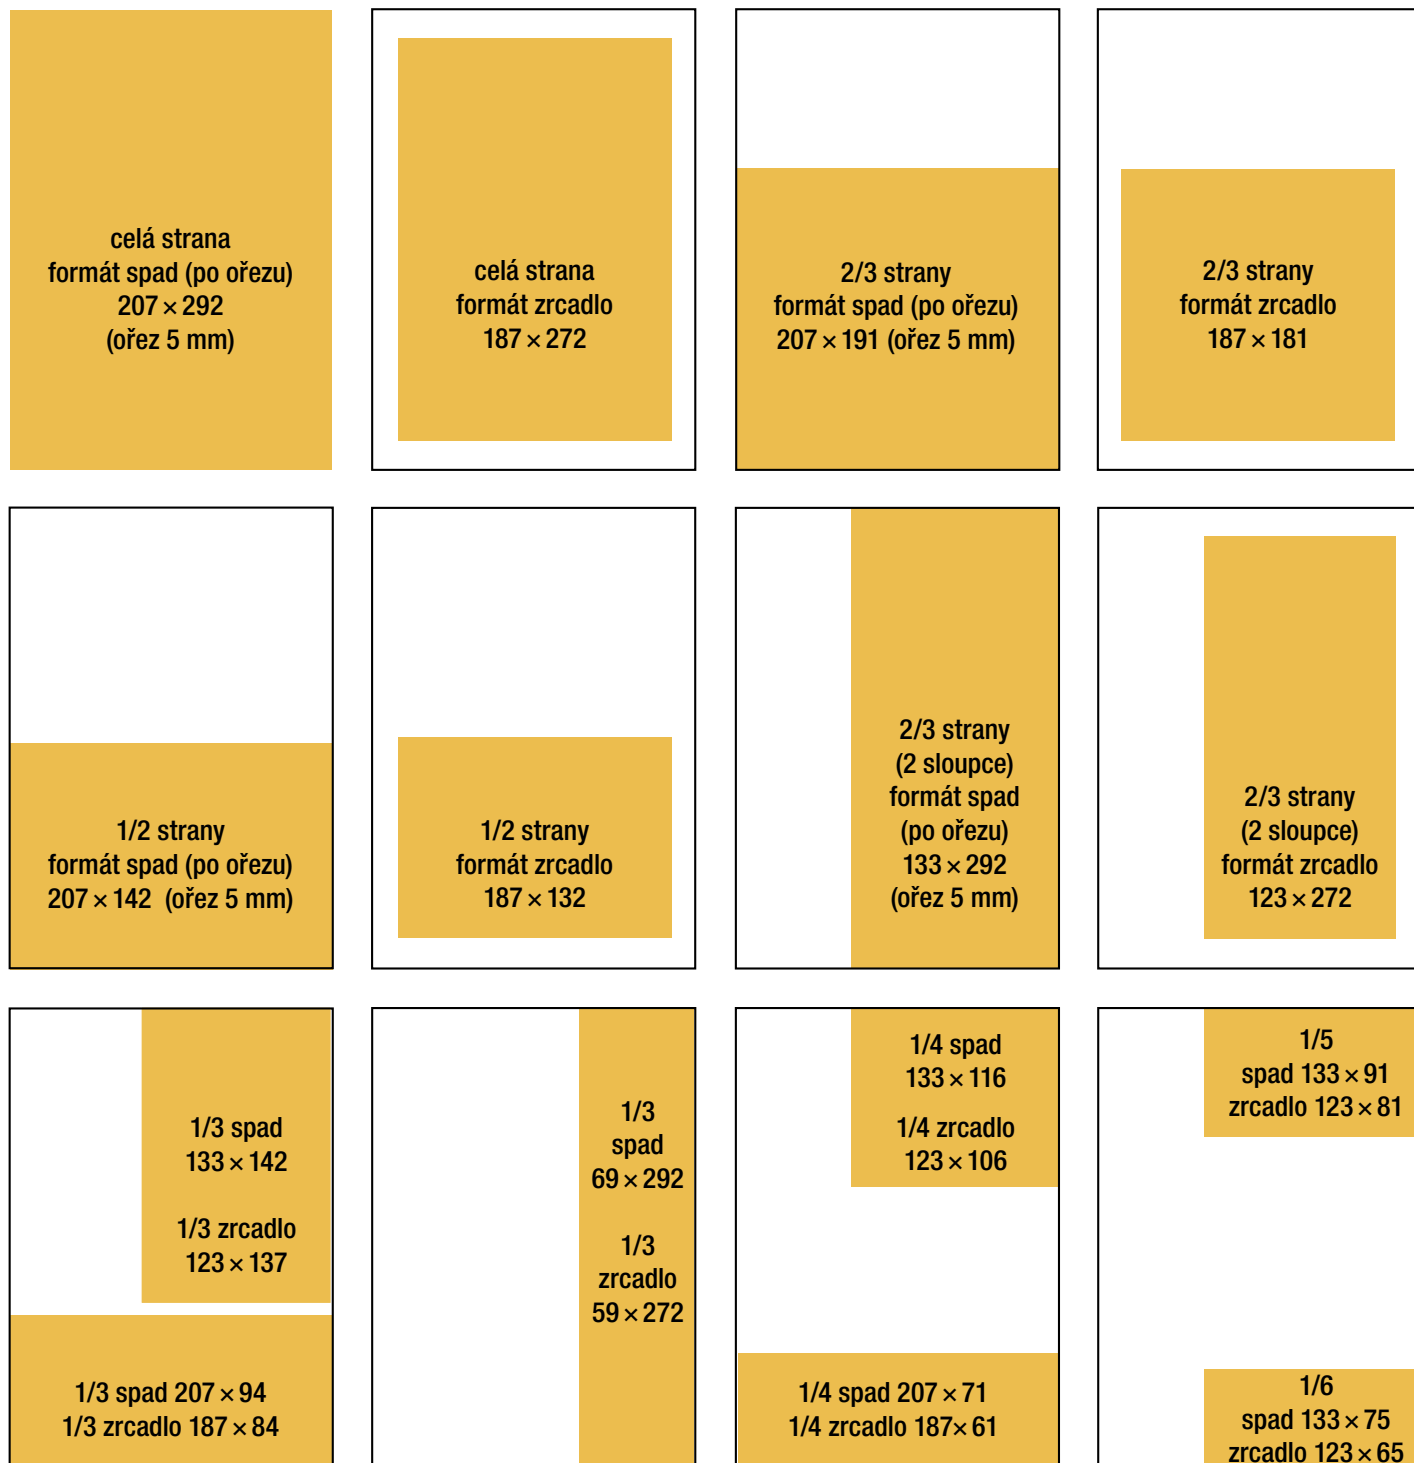 celá strana
formát spad (po ořezu)
207 × 292
(ořez 5 mm)
celá strana
formát zrcadlo
187 × 272
2/3 strany
formát spad (po ořezu)
207 × 191 (ořez 5 mm)
2/3 strany
formát zrcadlo
187 × 181
1/2 strany
formát spad (po ořezu)
207 × 142 (ořez 5 mm)
1/2 strany
formát zrcadlo
187 × 132
2/3 strany
(2 sloupce)
formát spad
(po ořezu)
133 × 292
(ořez 5 mm)
2/3 strany
(2 sloupce)
formát zrcadlo
123 × 272
1/3 spad
133 × 142
1/3 zrcadlo
123 × 137
1/3 spad 207 × 94
1/3 zrcadlo 187 × 84
1/3
spad
69 × 292
1/3
zrcadlo
59 × 272
1/4 spad
133 × 116
1/4 zrcadlo
123 × 106
1/4 spad 207 × 71
1/4 zrcadlo 187× 61
1/5
spad 133 × 91
zrcadlo 123 × 81
1/6
spad 133 × 75
zrcadlo 123 × 65